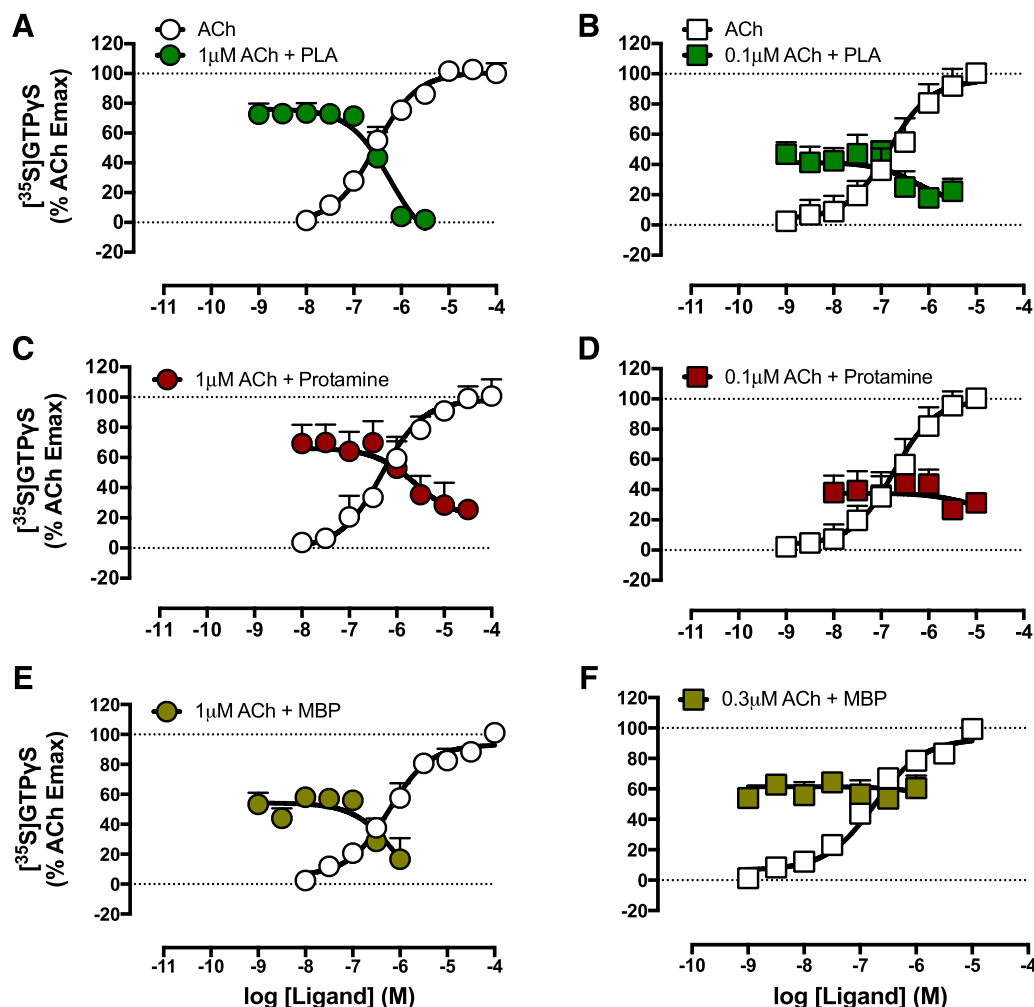 A
ACh
1μM ACh + PLA
[35S]GTPγS
(% ACh Emax)
120
100
80
60
40
20
0
-20
-11 -10 -9 -8 -7 -6 -5 -4
B
ACh
0.1μM ACh + PLA
120
100
80
60
40
20
0
-20
-11 -10 -9 -8 -7 -6 -5 -4
C
1μM ACh + Protamine
[35S]GTPγS
(% ACh Emax)
120
100
80
60
40
20
0
-20
-11 -10 -9 -8 -7 -6 -5 -4
D
0.1μM ACh + Protamine
120
100
80
60
40
20
0
-20
-11 -10 -9 -8 -7 -6 -5 -4
E
1μM ACh + MBP
[35S]GTPγS
(% ACh Emax)
120
100
80
60
40
20
0
-20
-11 -10 -9 -8 -7 -6 -5 -4
log [Ligand] (M)
F
0.3μM ACh + MBP
120
100
80
60
40
20
0
-20
-11 -10 -9 -8 -7 -6 -5 -4
log [Ligand] (M)